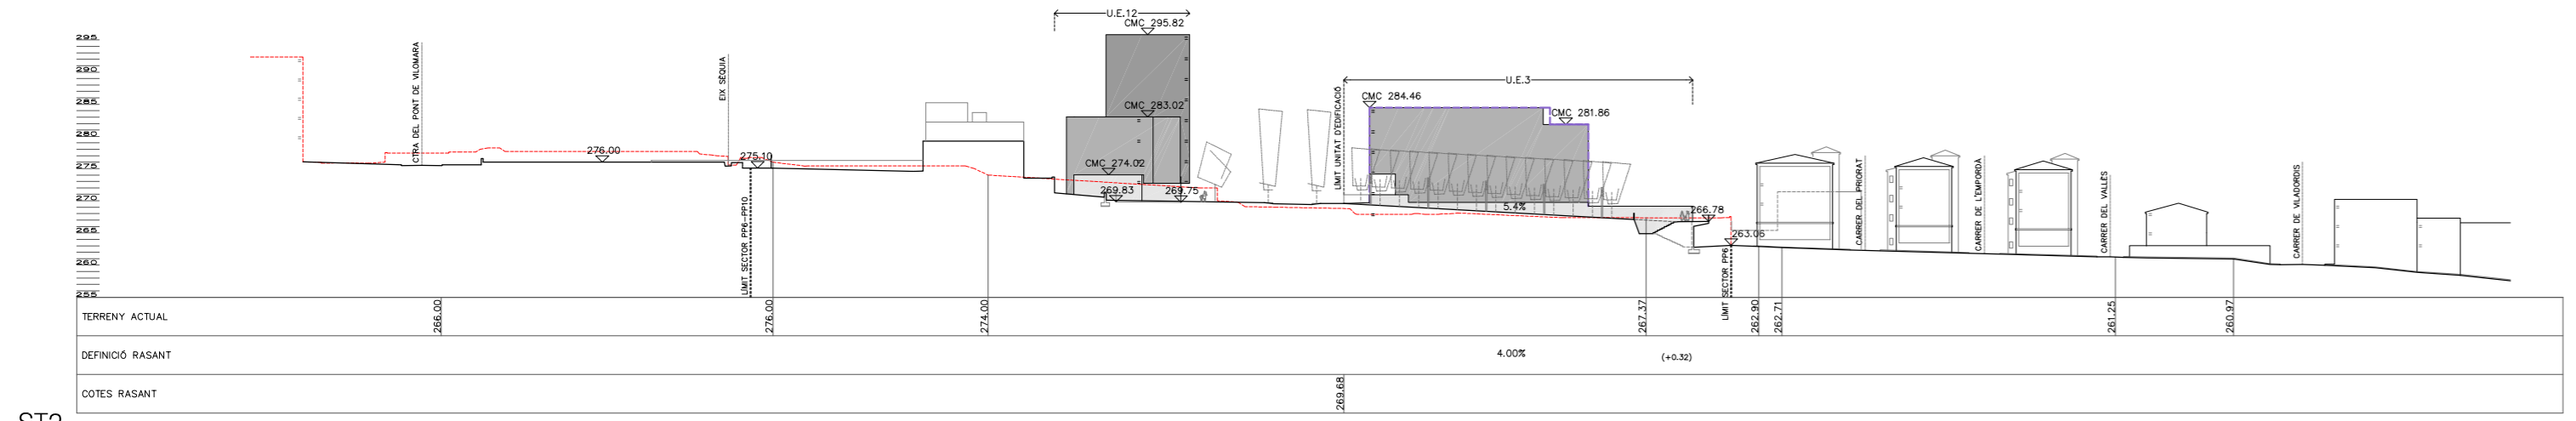 U.E.12
CMC 295.82
295
290
285
280
275
270
265
260
255
CTRA DEL PONT DE VILOMARA
EIX SÈQUIA
276.00
275.10
LÍMIT SECTOR PP6-PP10
CMC 283.02
CMC 274.02
269.83
269.75
LÍMIT UNITAT D'EDIFICACIÓ
U.E.3
CMC 284.46
CMC 281.86
5.4%
266.78
263.06
LÍMIT SECTOR PP6
CARRER DEL PRIORAT
CARRER DE L'EMPORDÀ
CARRER DEL VALLÈS
CARRER DE VILADORDIS
TERRENY ACTUAL
266.00
276.00
274.00
267.37
262.90
262.71
261.25
260.97
DEFINICIÓ RASANT
4.00%
(+0.32)
COTES RASANT
269.68